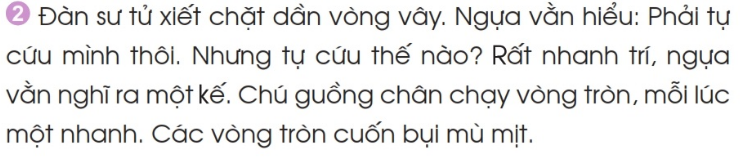 2 Đàn sư tử xiết chặt dần vòng vây. Ngựa vằn hiểu: Phải tự
cứu mình thôi. Nhưng tự cứu thế nào? Rất nhanh trí, ngựa
vằn nghĩ ra một kế. Chú guồng chân chạy vòng tròn, mỗi lúc
một nhanh. Các vòng tròn cuốn bụi mù mịt.